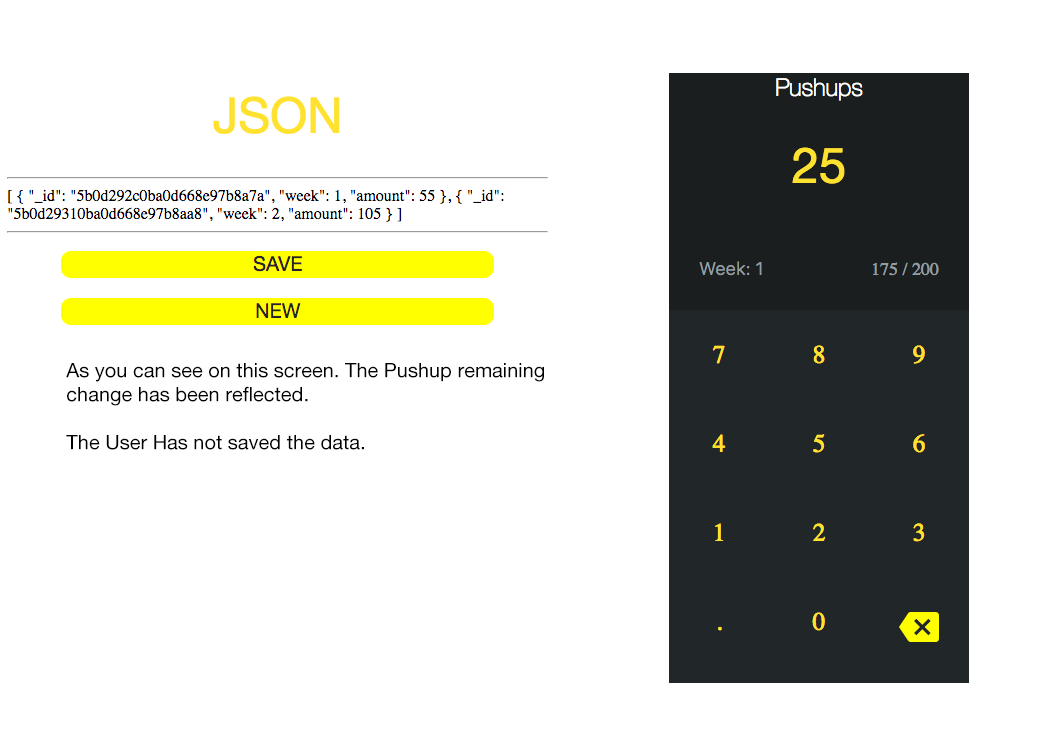 JSON
[ { "_id": "5b0d292c0ba0d668e97b8a7a", "week": 1, "amount": 55 }, { "_id":
"5b0d29310ba0d668e97b8aa8", "week": 2, "amount": 105 } ]
SAVE
NEW
As you can see on this screen. The Pushup remaining
change has been reflected.
The User Has not saved the data.
Pushups
25
Week: 1 175 / 200
7 8 9
4 5 6
1 2 3
. 0